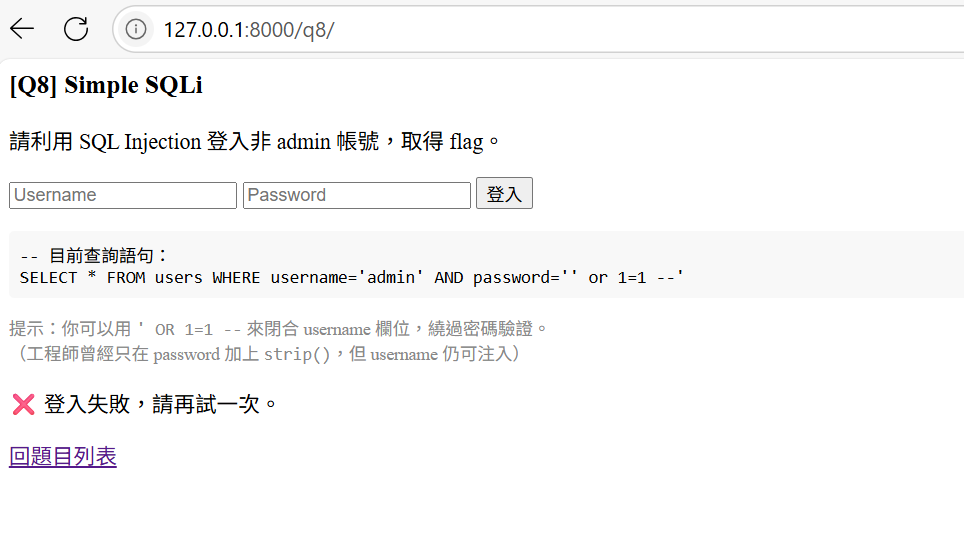 127.0.0.1:8000/q8/
[Q8] Simple SQLi
請利用 SQL Injection 登入非 admin 帳號，取得 flag。
Username Password 登入
-- 目前查詢語句：
SELECT * FROM users WHERE username='admin' AND password='' or 1=1 --'
提示：你可以用 ' OR 1=1 -- 來閉合 username 欄位，繞過密碼驗證。
（工程師曾經只在 password 加上 strip()，但 username 仍可注入）
❌ 登入失敗，請再試一次。
回題目列表